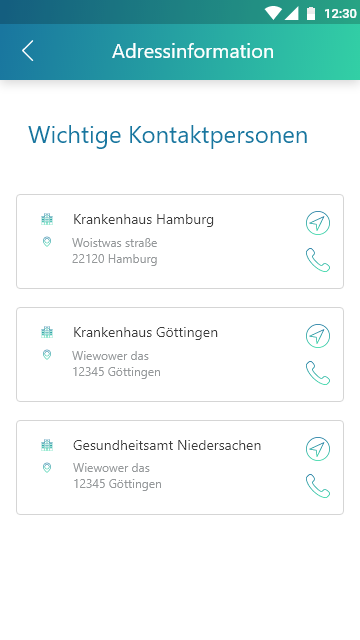 12:30
Adressinformation
Wichtige Kontaktpersonen
Krankenhaus Hamburg
Woistwas straße
22120 Hamburg
Krankenhaus Göttingen
Wiewower das
12345 Göttingen
Gesundheitsamt Niedersachen
Wiewower das
12345 Göttingen